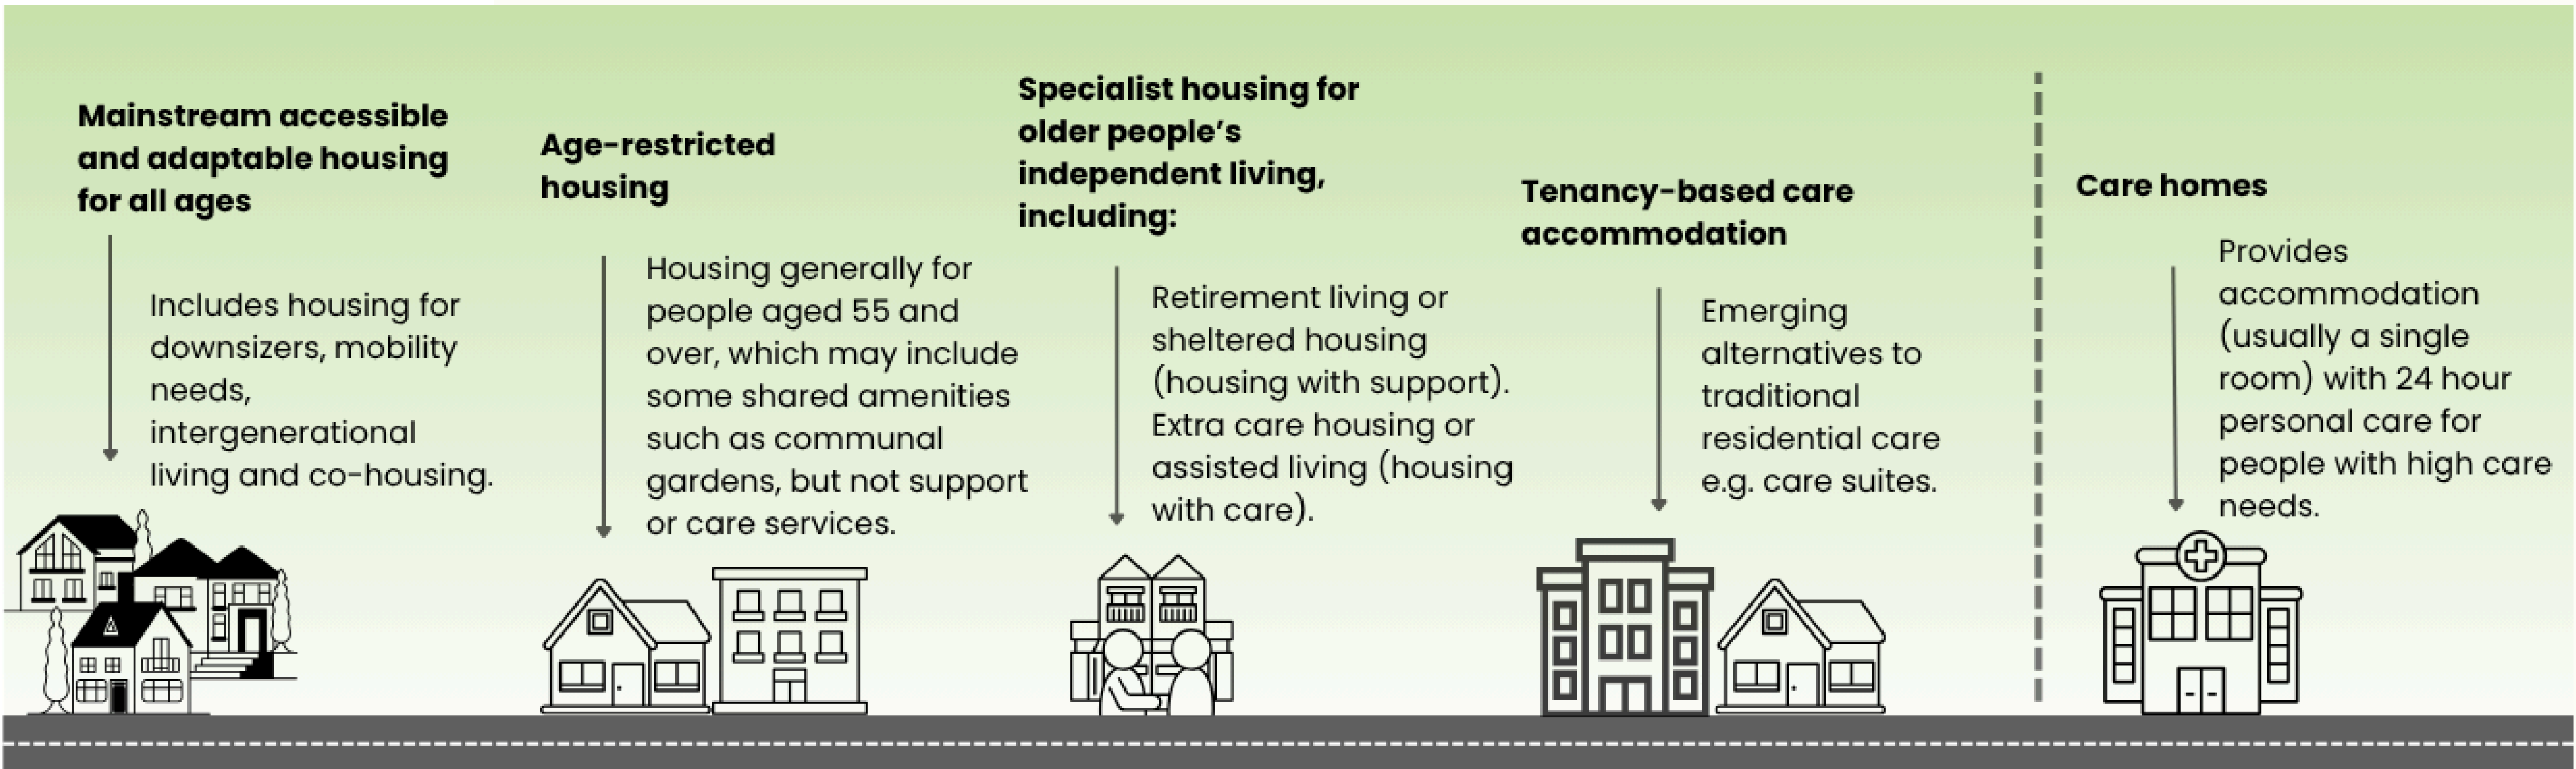 Mainstream accessible
and adaptable housing
for all ages
Includes housing for
downsizers, mobility
needs,
intergenerational
living and co-housing.
Age-restricted
housing
Housing generally for
people aged 55 and
over, which may include
some shared amenities
such as communal
gardens, but not support
or care services.
Specialist housing for
older people’s
independent living,
including:
Retirement living or
sheltered housing
(housing with support).
Extra care housing or
assisted living (housing
with care).
Tenancy-based care
accommodation
Emerging
alternatives to
traditional
residential care
e.g. care suites.
Care homes
Provides
accommodation
(usually a single
room) with 24 hour
personal care for
people with high care
needs.